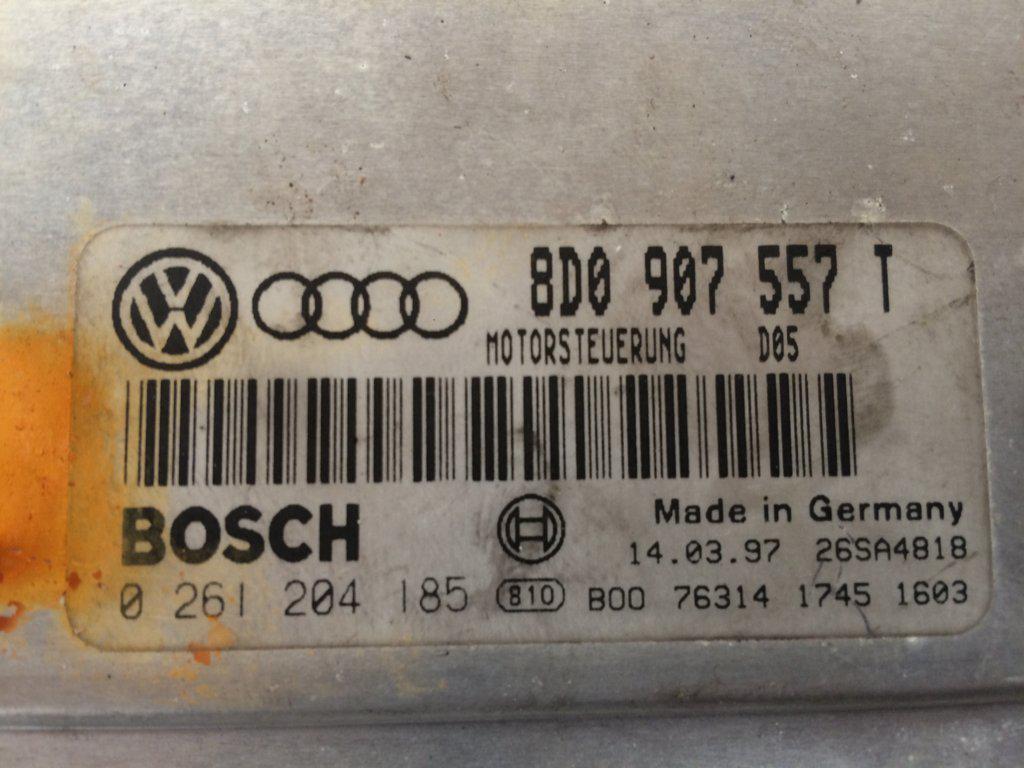 8D0 907 557 T
MOTORSTEUERUNG D05
BOSCH
Made in Germany
14.03.97 26SA4818
0 261 204 185 810 B00 76314 1745 1603